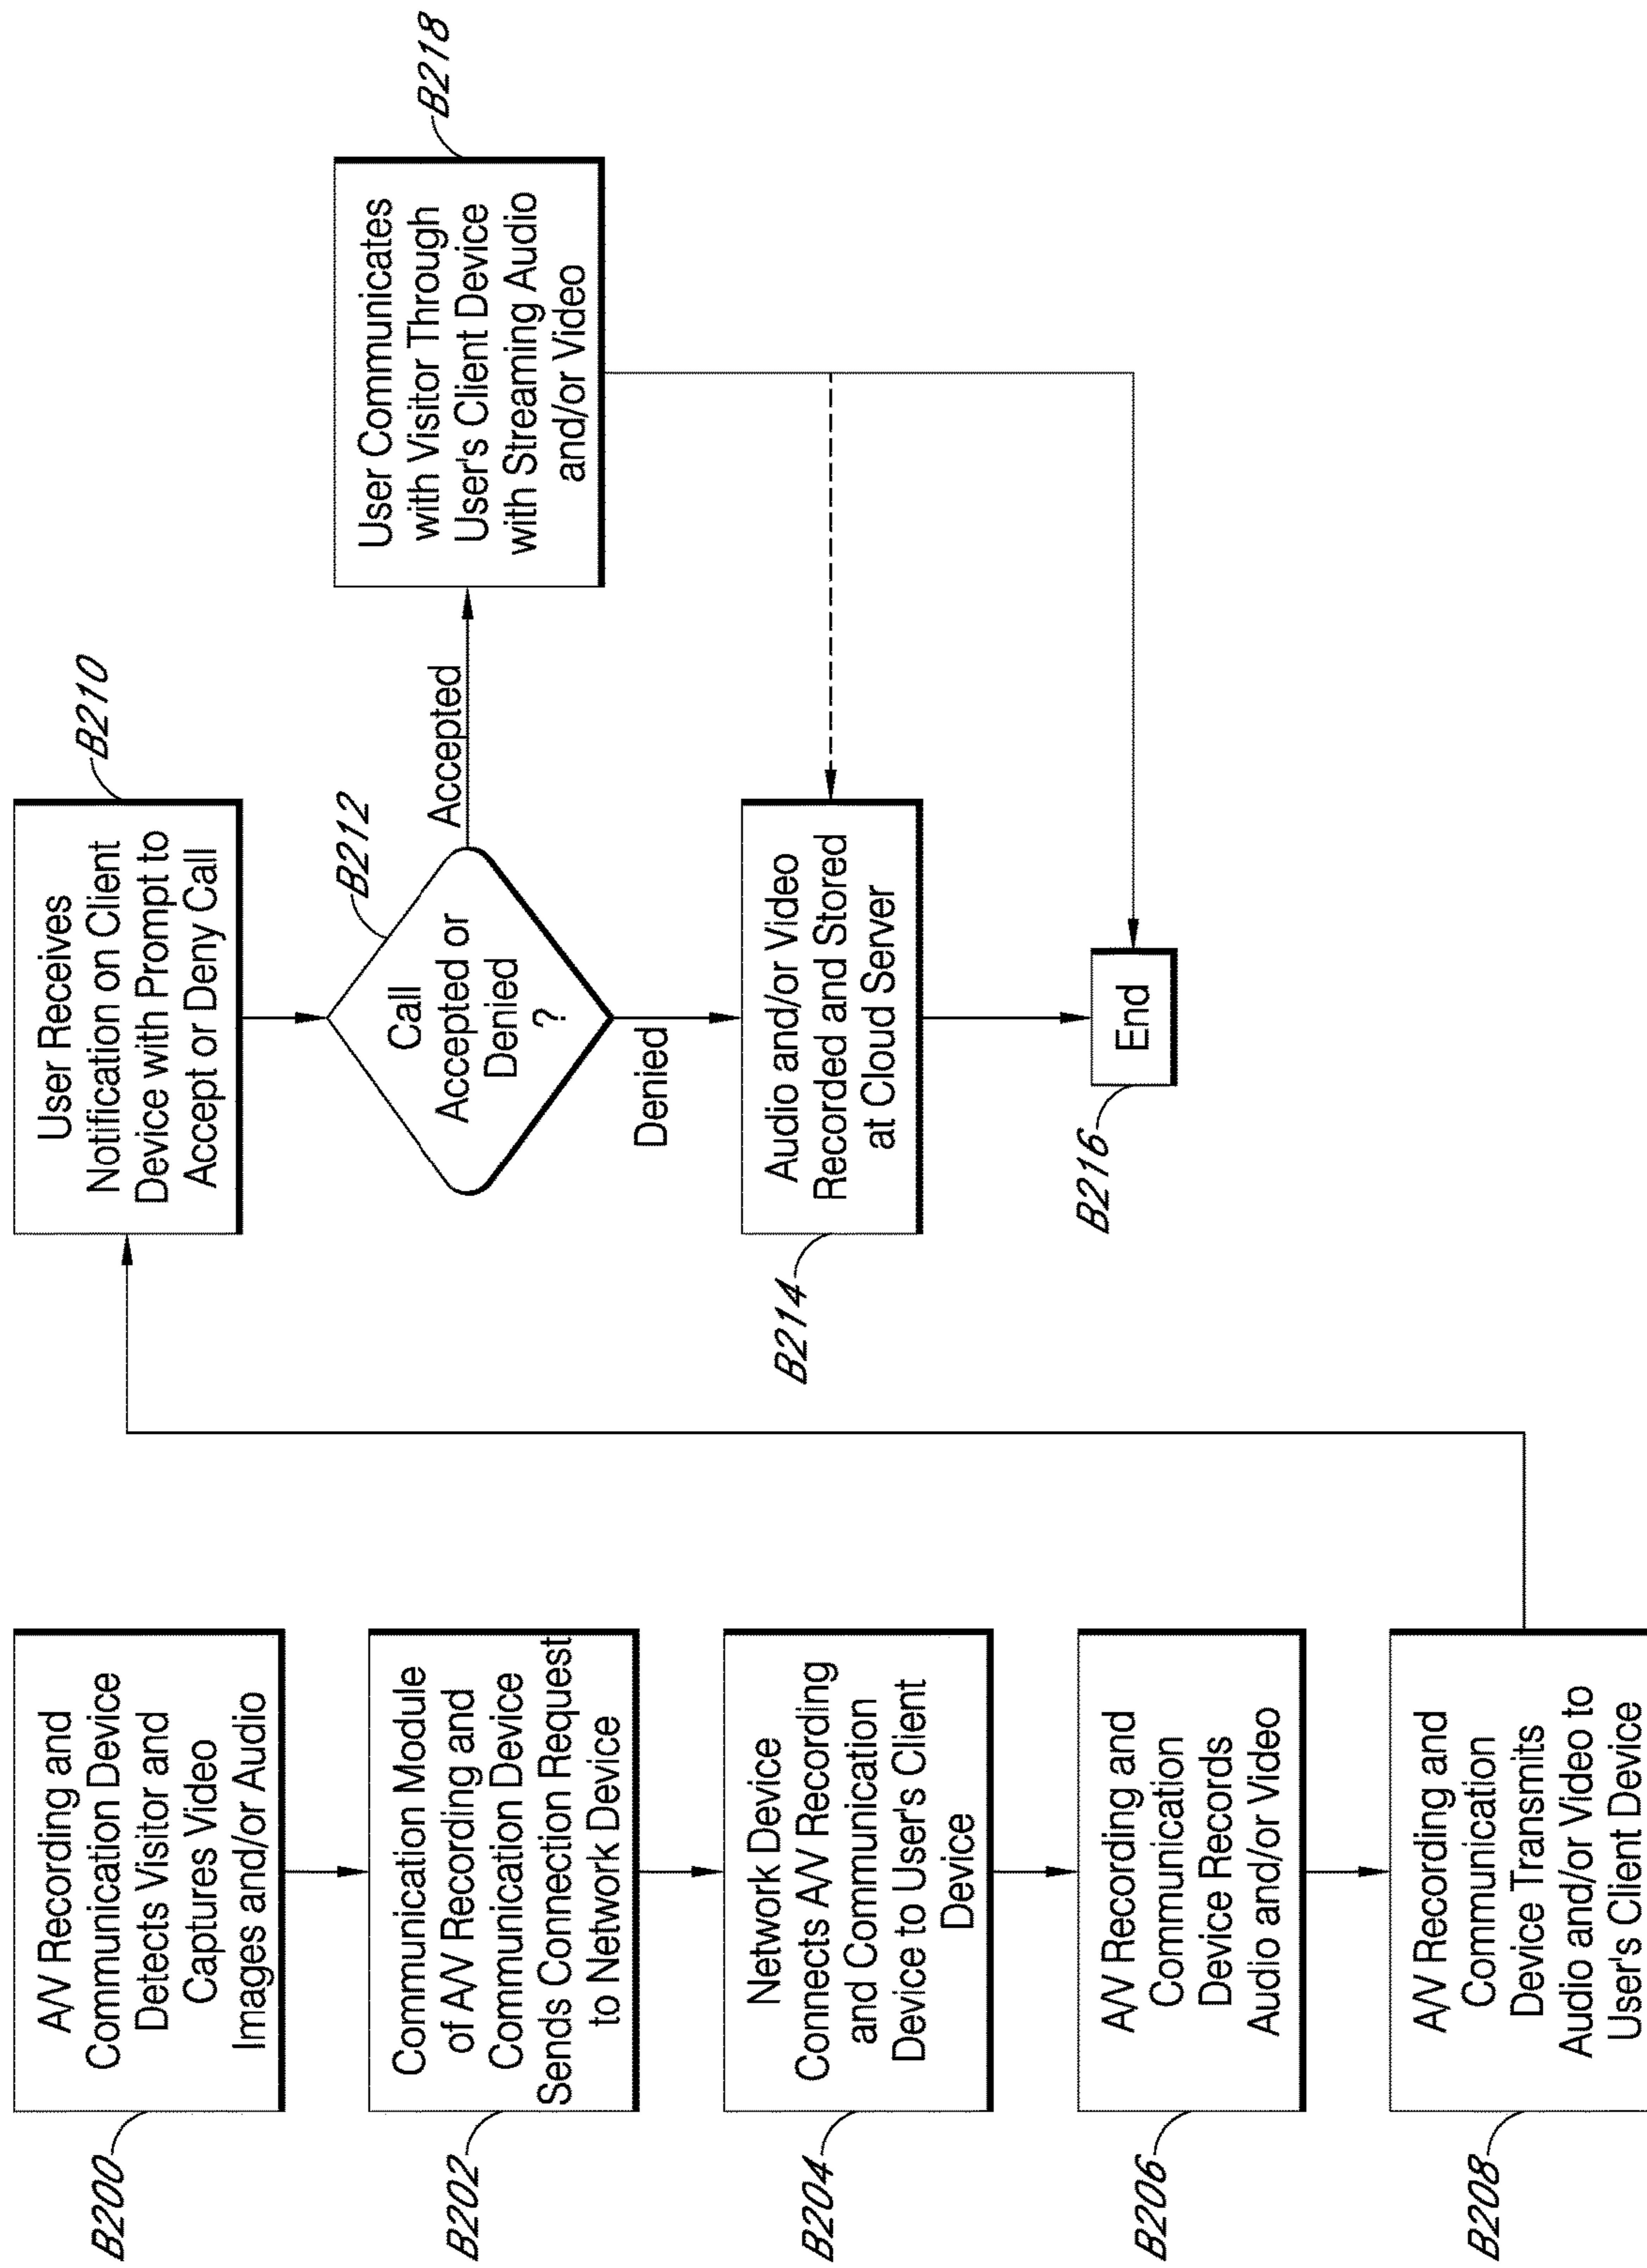 B200
A/V Recording and
Communication Device
Detects Visitor and
Captures Video
Images and/or Audio
B202
Communication Module
of A/V Recording and
Communication Device
Sends Connection Request
to Network Device
B204
Network Device
Connects A/V Recording
and Communication
Device to User's Client
Device
B206
A/V Recording and
Communication
Device Records
Audio and/or Video
B208
A/V Recording and
Communication
Device Transmits
Audio and/or Video to
User's Client Device
B210
User Receives
Notification on Client
Device with Prompt to
Accept or Deny Call
B212
Call
Accepted or
Denied
?
Accepted
Denied
B218
User Communicates
with Visitor Through
User's Client Device
with Streaming Audio
and/or Video
B214
Audio and/or Video
Recorded and Stored
at Cloud Server
B216
End